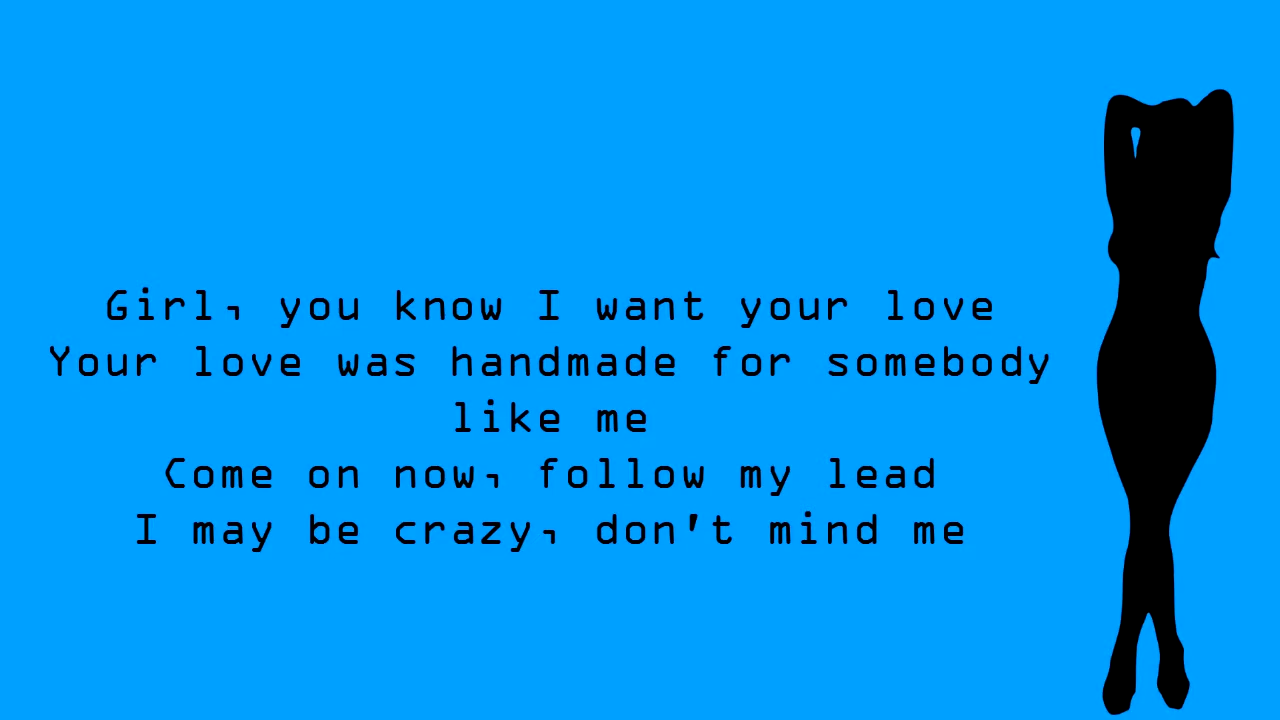 Girl, you know I want your love
Your love was handmade for somebody
like me
Come on now, follow my lead
I may be crazy, don't mind me